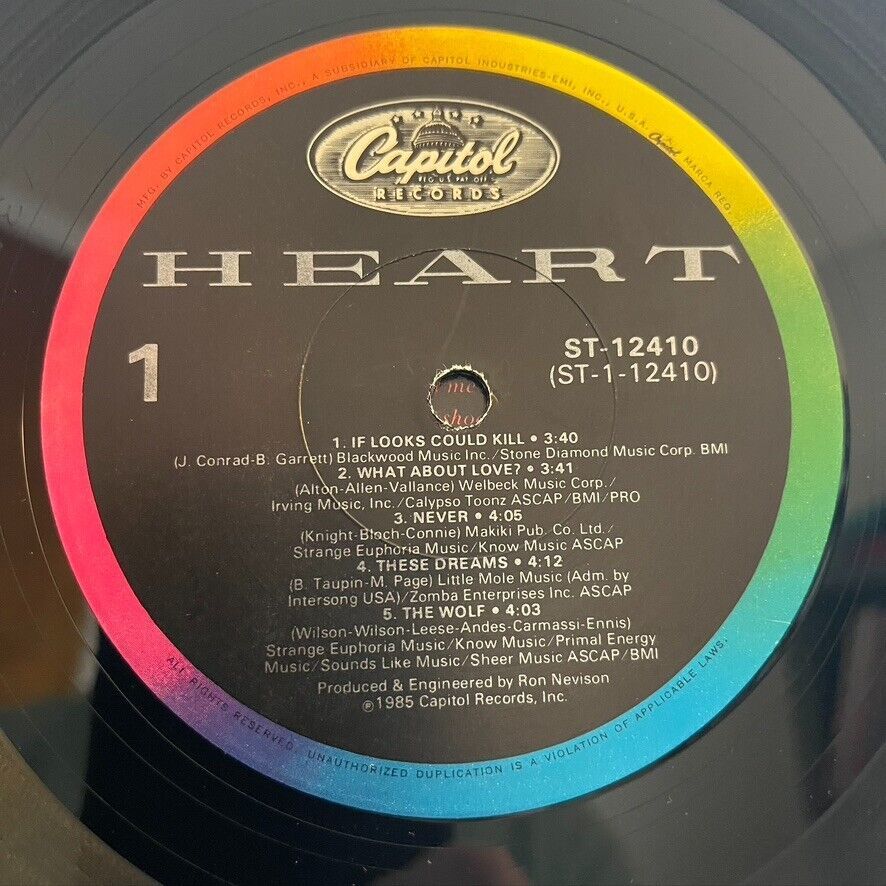 MFG. BY CAPITOL RECORDS, INC., A SUBSIDIARY OF CAPITOL INDUSTRIES-EMI, INC., U.S.A. Capitol MARCA REG.
Capitol
RECORDS
HEART
1
ST-12410
(ST-1-12410)
me
shoe
1. IF LOOKS COULD KILL • 3:40
(J. Conrad-B. Garrett) Blackwood Music Inc./Stone Diamond Music Corp. BMI
2. WHAT ABOUT LOVE? • 3:41
(Alton-Allen-Vallance) Welbeck Music Corp./
Irving Music, Inc./Calypso Toonz ASCAP/BMI/PRO
3. NEVER • 4:05
(Knight-Bloch-Connie) Makiki Pub. Co. Ltd./
Strange Euphoria Music/Know Music ASCAP
4. THESE DREAMS • 4:12
(B. Taupin-M. Page) Little Mole Music (Adm. by
Intersong USA)/Zomba Enterprises Inc. ASCAP
5. THE WOLF • 4:03
(Wilson-Wilson-Leese-Andes-Carmassi-Ennis)
Strange Euphoria Music/Know Music/Primal Energy
Music/Sounds Like Music/Sheer Music ASCAP/BMI
Produced & Engineered by Ron Nevison
℗1985 Capitol Records, Inc.
ALL RIGHTS RESERVED. UNAUTHORIZED DUPLICATION IS A VIOLATION OF APPLICABLE LAWS.